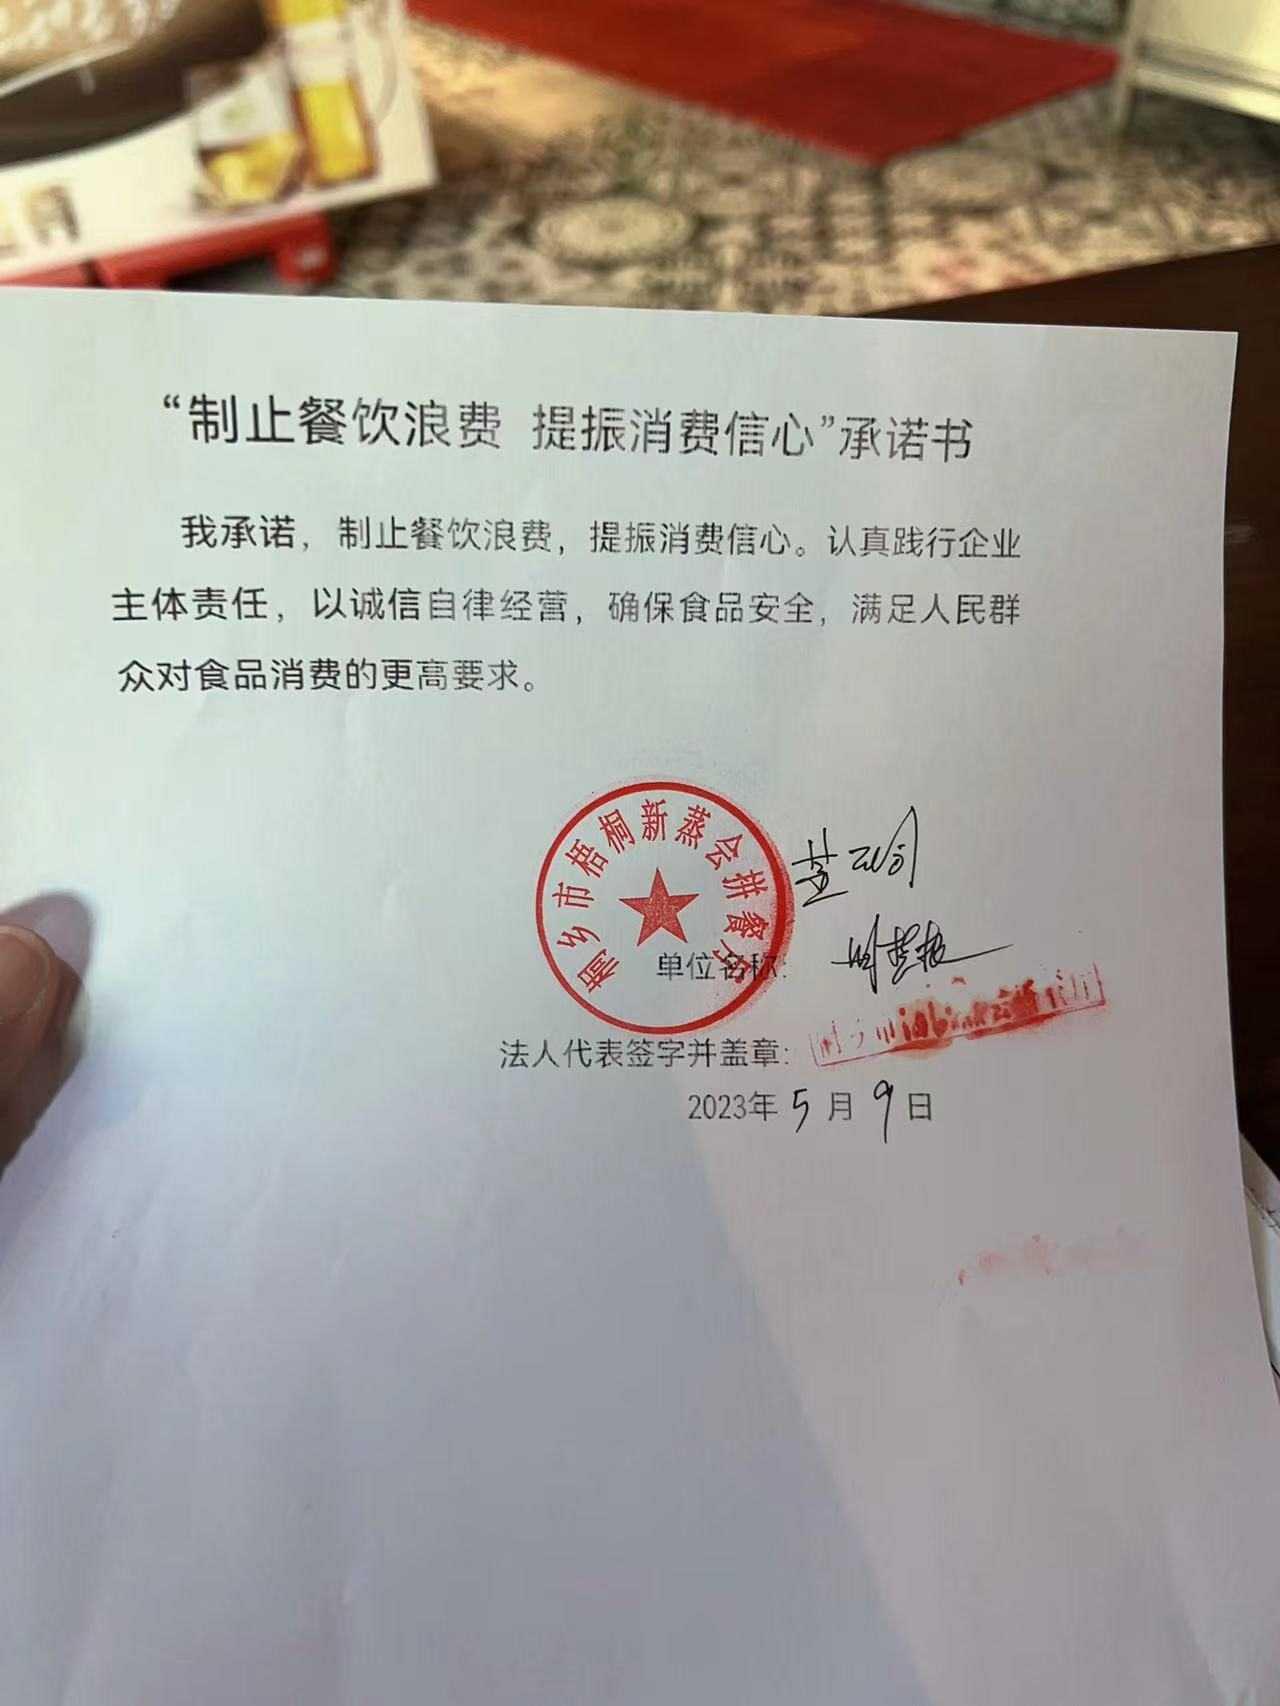 “制止餐饮浪费 提振消费信心”承诺书
我承诺，制止餐饮浪费，提振消费信心。认真践行企业
主体责任，以诚信自律经营，确保食品安全，满足人民群
众对食品消费的更高要求。
桐乡市梧桐新蒸会拼餐厅
单位名称：
法人代表签字并盖章：
2023年5月9日